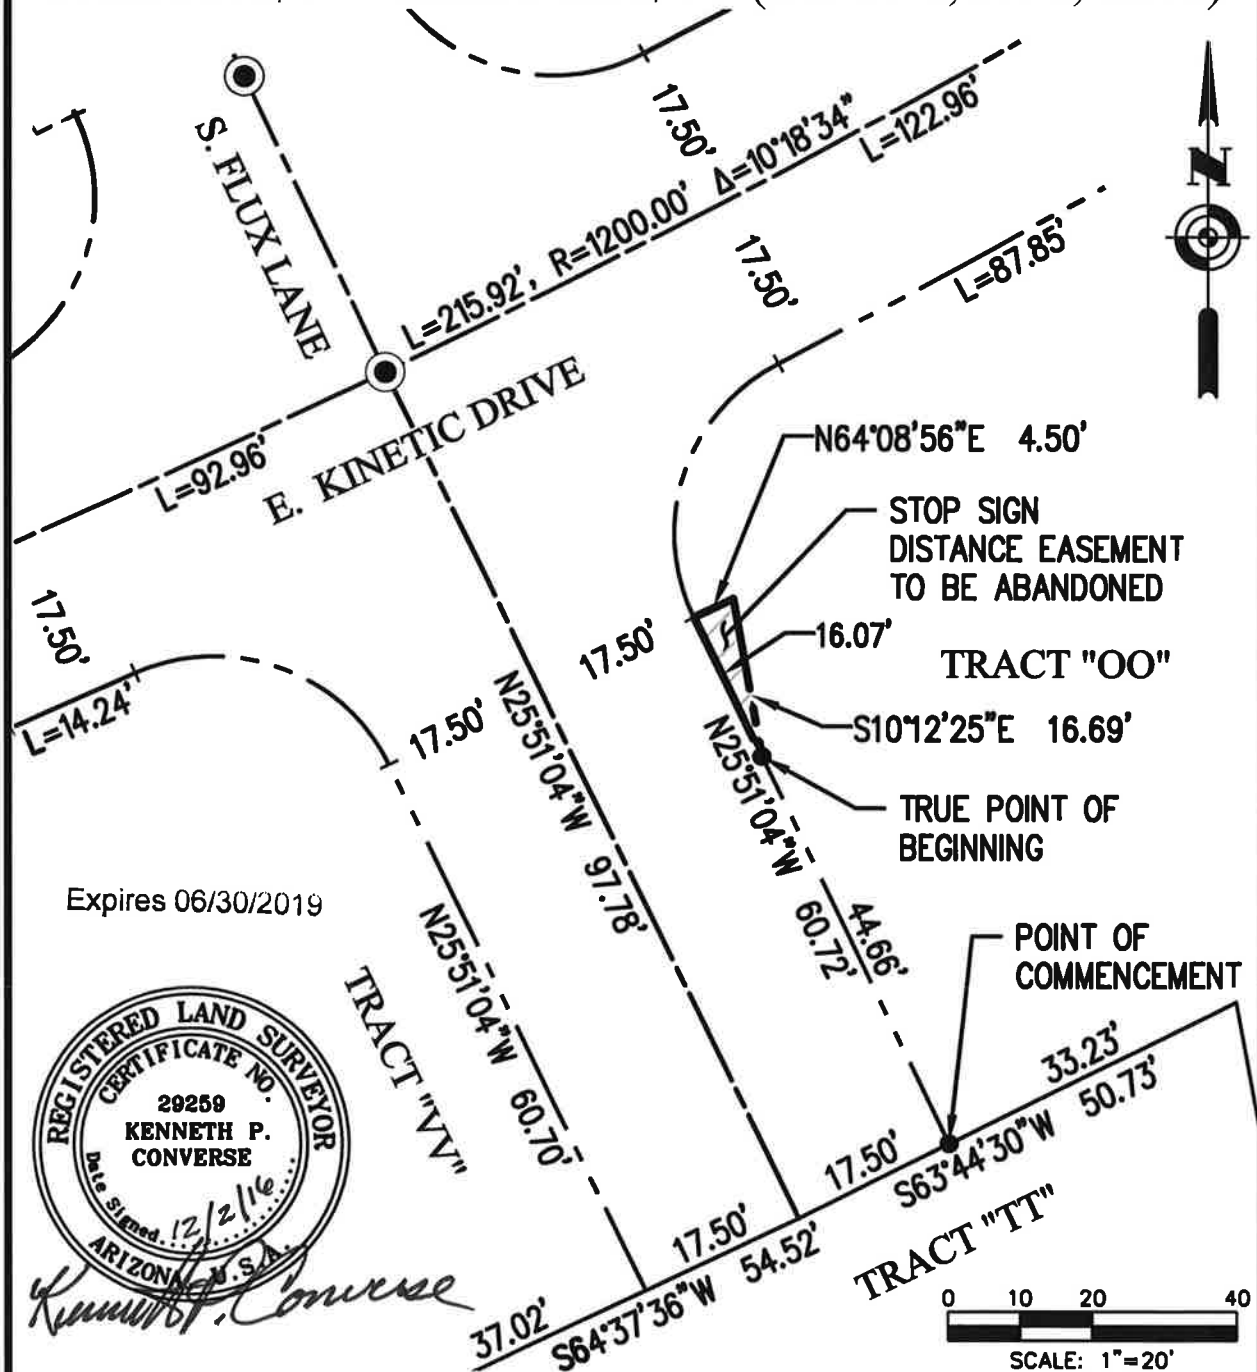 17.50'
S. FLUX LANE
L=215.92', R=1200.00' Δ=10°18'34"
L=122.96'
N
17.50'
L=87.85'
L=92.96'
E. KINETIC DRIVE
N64°08'56"E 4.50'
STOP SIGN
DISTANCE EASEMENT
TO BE ABANDONED
17.50'
L=14.24'
17.50'
17.50'
16.07'
TRACT "OO"
S10°12'25"E 16.69'
N25°51'04"W 97.78'
N25°51'04"W 60.72'
44.66'
TRUE POINT OF
BEGINNING
Expires 06/30/2019
N25°51'04"W 60.70'
TRACT "VV"
POINT OF
COMMENCEMENT
33.23'
S63°44'30"W 50.73'
17.50'
17.50'
37.02'
S64°37'36"W 54.52'
TRACT "TT"
REGISTERED LAND SURVEYOR
CERTIFICATE NO.
29259
KENNETH P.
CONVERSE
Date Signed 12/2/16
ARIZONA U.S.A.
Kenneth P. Converse
0 10 20 40
SCALE: 1"=20'